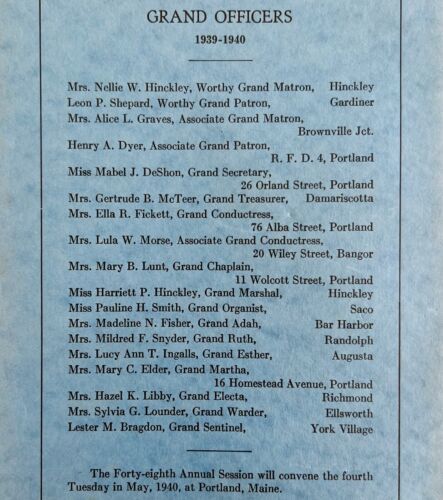 GRAND OFFICERS
1939-1940
Mrs. Nellie W. Hinckley, Worthy Grand Matron, Hinckley
Leon P. Shepard, Worthy Grand Patron, Gardiner
Mrs. Alice L. Graves, Associate Grand Matron,
Brownville Jct.
Henry A. Dyer, Associate Grand Patron,
R. F. D. 4, Portland
Miss Mabel J. DeShon, Grand Secretary,
26 Orland Street, Portland
Mrs. Gertrude B. McTeer, Grand Treasurer, Damariscotta
Mrs. Ella R. Fickett, Grand Conductress,
76 Alba Street, Portland
Mrs. Lula W. Morse, Associate Grand Conductress,
20 Wiley Street, Bangor
Mrs. Mary B. Lunt, Grand Chaplain,
11 Wolcott Street, Portland
Miss Harriett P. Hinckley, Grand Marshal, Hinckley
Miss Pauline H. Smith, Grand Organist, Saco
Mrs. Madeline N. Fisher, Grand Adah, Bar Harbor
Mrs. Mildred F. Snyder, Grand Ruth, Randolph
Mrs. Lucy Ann T. Ingalls, Grand Esther, Augusta
Mrs. Mary C. Elder, Grand Martha,
16 Homestead Avenue, Portland
Mrs. Hazel K. Libby, Grand Electa, Richmond
Mrs. Sylvia G. Lounder, Grand Warder, Ellsworth
Lester M. Bragdon, Grand Sentinel, York Village
The Forty-eighth Annual Session will convene the fourth
Tuesday in May, 1940, at Portland, Maine.